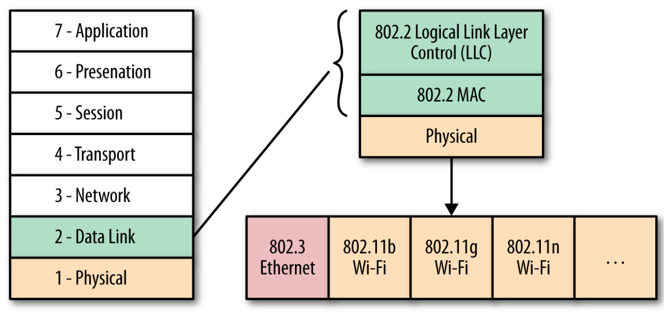 7 - Application
6 - Presenation
5 - Session
4 - Transport
3 - Network
2 - Data Link
1 - Physical
802.2 Logical Link Layer
Control (LLC)
802.2 MAC
Physical
802.3
Ethernet
802.11b
Wi-Fi
802.11g
Wi-Fi
802.11n
Wi-Fi
...